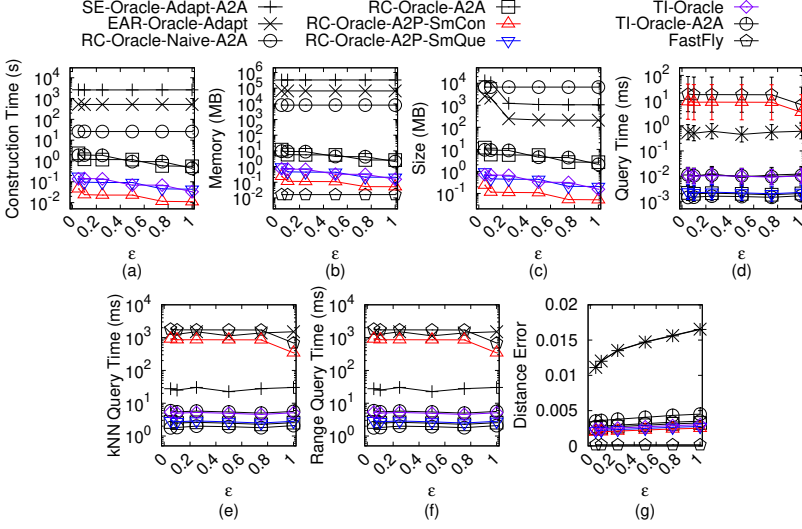 SE-Oracle-Adapt-A2A
EAR-Oracle-Adapt
RC-Oracle-Naive-A2A
RC-Oracle-A2A
RC-Oracle-A2P-SmCon
RC-Oracle-A2P-SmQue
TI-Oracle
TI-Oracle-A2A
FastFly
Construction Time (s)
10^4
10^3
10^2
10^1
10^0
10^-1
10^-2
0 0.2 0.4 0.6 0.8 1
ε
(a)
Memory (MB)
10^6
10^5
10^4
10^3
10^2
10^1
10^0
10^-1
10^-2
0 0.2 0.4 0.6 0.8 1
ε
(b)
Size (MB)
10^4
10^3
10^2
10^1
10^0
10^-1
0 0.2 0.4 0.6 0.8 1
ε
(c)
Query Time (ms)
10^2
10^1
10^0
10^-1
10^-2
10^-3
0 0.2 0.4 0.6 0.8 1
ε
(d)
kNN Query Time (ms)
10^4
10^3
10^2
10^1
10^0
0 0.2 0.4 0.6 0.8 1
ε
(e)
Range Query Time (ms)
10^4
10^3
10^2
10^1
10^0
0 0.2 0.4 0.6 0.8 1
ε
(f)
Distance Error
0.02
0.015
0.01
0.005
0
0 0.2 0.4 0.6 0.8 1
ε
(g)